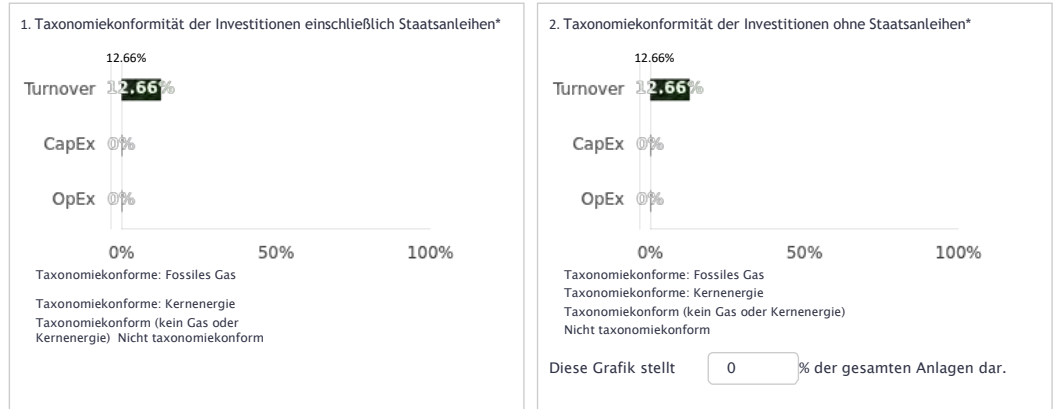 1. Taxonomiekonformität der Investitionen einschließlich Staatsanleihen*
12.66%
Turnover 12.66%
CapEx 0%
OpEx 0%
0% 50% 100%
Taxonomiekonforme: Fossiles Gas
Taxonomiekonforme: Kernenergie
Taxonomiekonform (kein Gas oder
Kernenergie) Nicht taxonomiekonform
2. Taxonomiekonformität der Investitionen ohne Staatsanleihen*
12.66%
Turnover 12.66%
CapEx 0%
OpEx 0%
0% 50% 100%
Taxonomiekonforme: Fossiles Gas
Taxonomiekonforme: Kernenergie
Taxonomiekonform (kein Gas oder Kernenergie)
Nicht taxonomiekonform
Diese Grafik stellt 0 % der gesamten Anlagen dar.